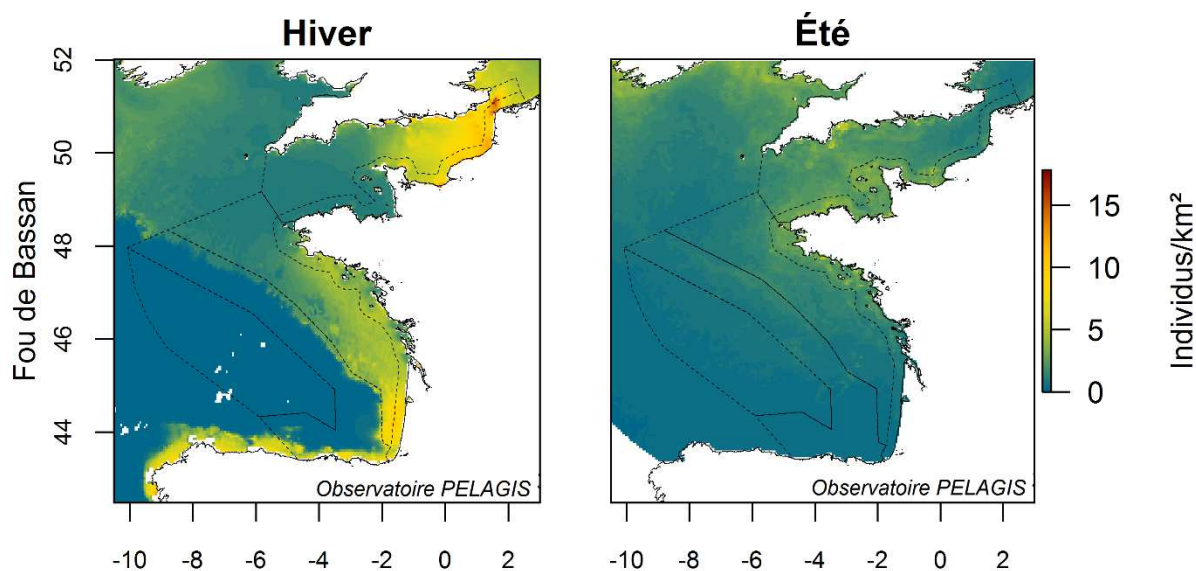 Hiver
Été
52
50
48
46
44
Fou de Bassan
Observatoire PELAGIS
Observatoire PELAGIS
-10 -8 -6 -4 -2 0 2
-10 -8 -6 -4 -2 0 2
15
10
5
0
Individus/km²